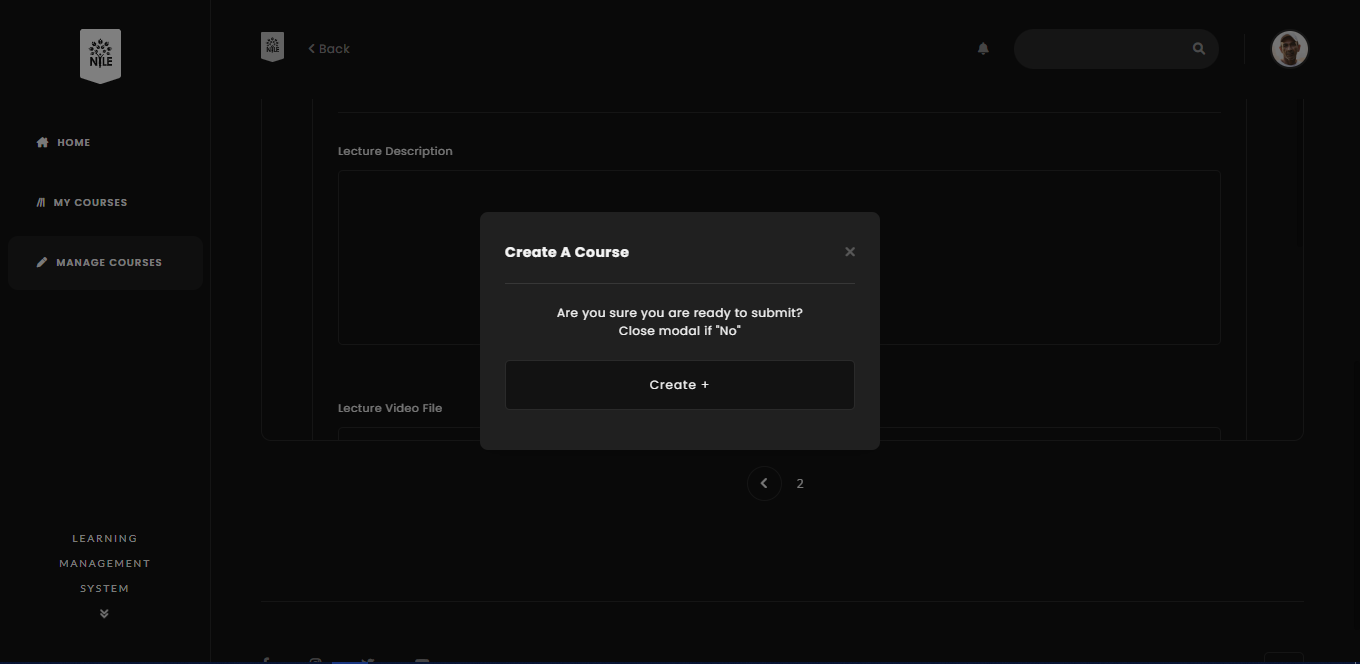 NILE
HOME
MY COURSES
MANAGE COURSES
LEARNING
MANAGEMENT
SYSTEM
NILE
Back
Lecture Description
Create A Course
Are you sure you are ready to submit?
Close modal if "No"
Create +
Lecture Video File
2